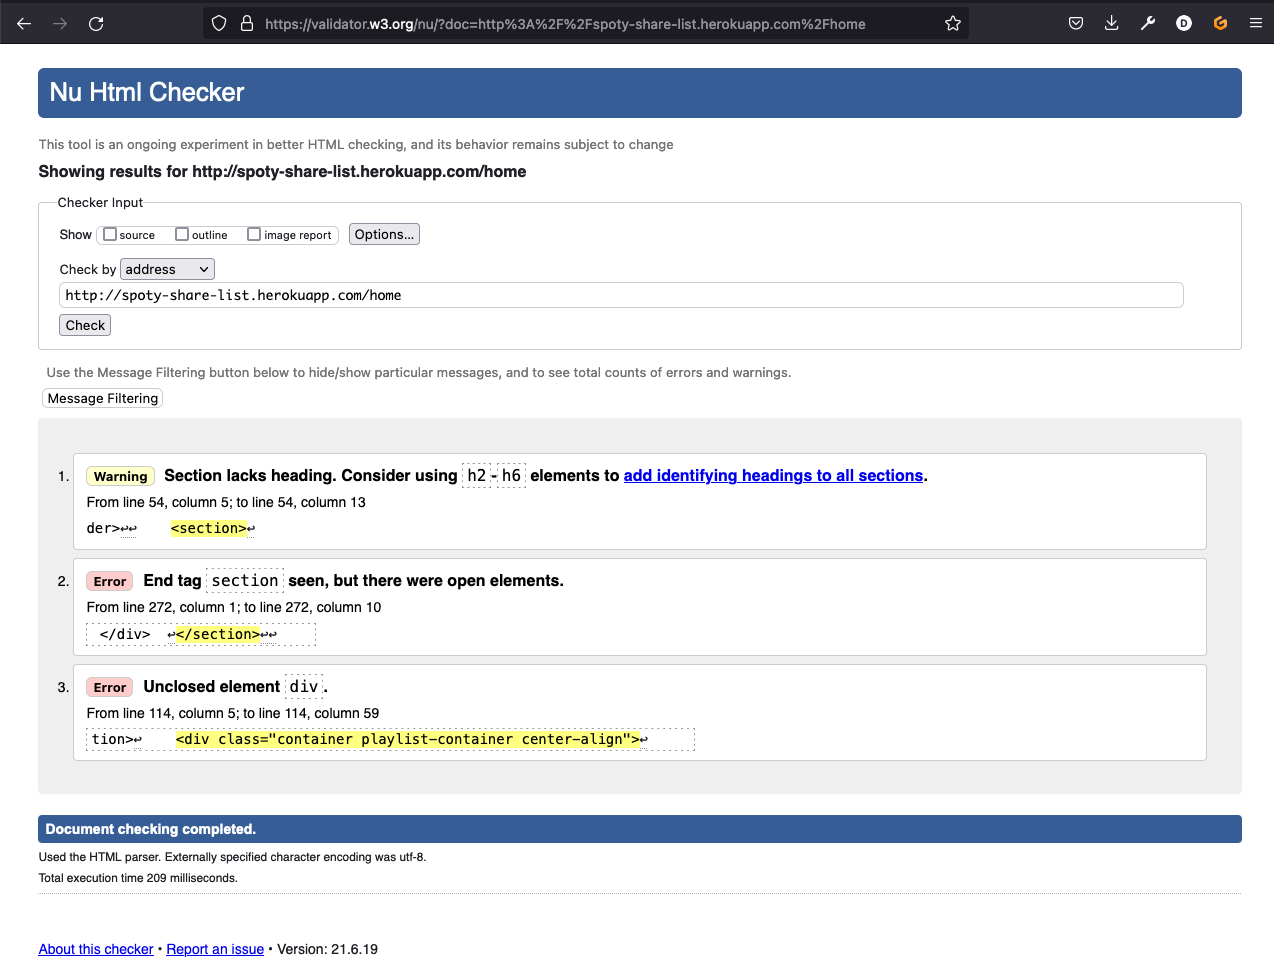 https://validator.w3.org/nu/?doc=http%3A%2F%2Fspoty-share-list.herokuapp.com%2Fhome
D
Nu Html Checker
This tool is an ongoing experiment in better HTML checking, and its behavior remains subject to change
Showing results for http://spoty-share-list.herokuapp.com/home
Checker Input
Show source outline image report Options...
Check by address
http://spoty-share-list.herokuapp.com/home
Check
Use the Message Filtering button below to hide/show particular messages, and to see total counts of errors and warnings.
Message Filtering
1. Warning Section lacks heading. Consider using h2-h6 elements to add identifying headings to all sections.
From line 54, column 5; to line 54, column 13
der>↩↩    <section>↩
2. Error End tag section seen, but there were open elements.
From line 272, column 1; to line 272, column 10
</div>  ↩</section>↩↩
3. Error Unclosed element div.
From line 114, column 5; to line 114, column 59
tion>↩    <div class="container playlist-container center-align">↩
Document checking completed.
Used the HTML parser. Externally specified character encoding was utf-8.
Total execution time 209 milliseconds.
About this checker • Report an issue • Version: 21.6.19